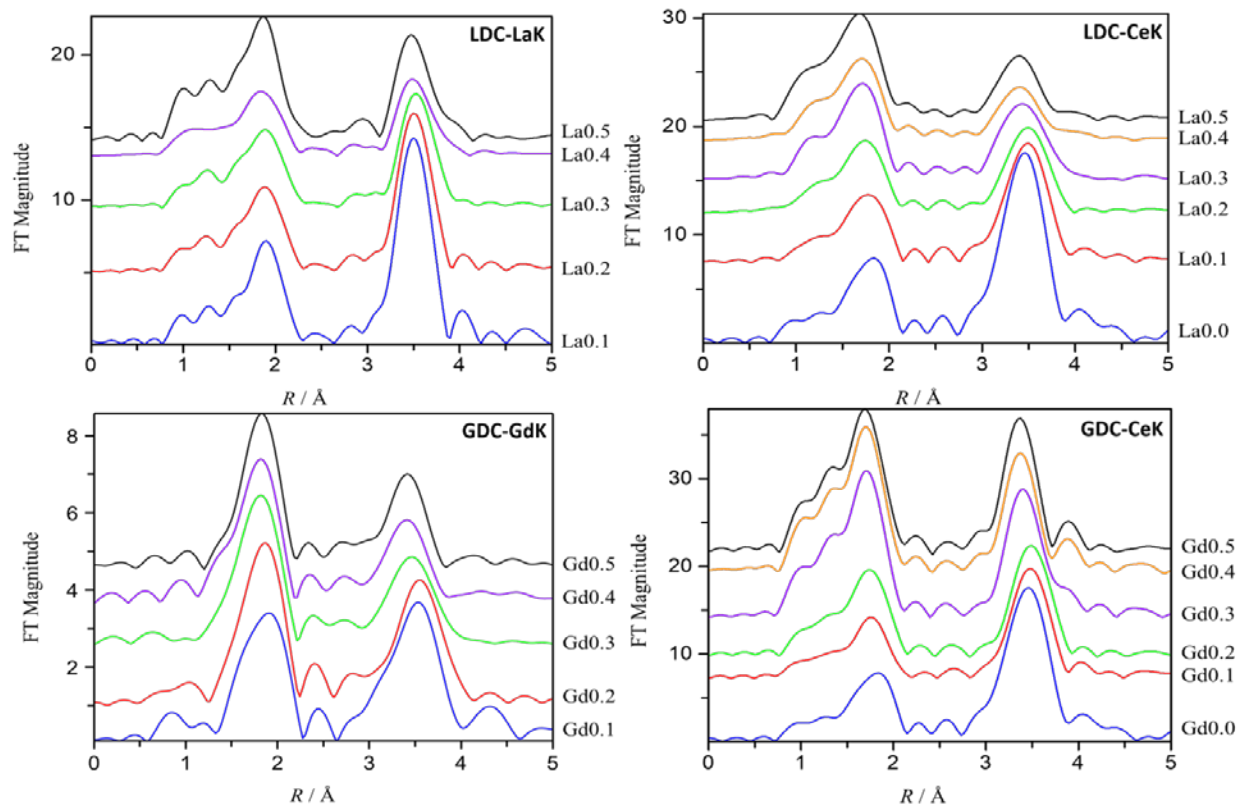 LDC-LaK
FT Magnitude
20
10
0 1 2 3 4 5
R / Å
La0.5
La0.4
La0.3
La0.2
La0.1
LDC-CeK
FT Magnitude
30
20
10
0 1 2 3 4 5
R / Å
La0.5
La0.4
La0.3
La0.2
La0.1
La0.0
GDC-GdK
FT Magnitude
8
6
4
2
0 1 2 3 4 5
R / Å
Gd0.5
Gd0.4
Gd0.3
Gd0.2
Gd0.1
GDC-CeK
FT Magnitude
30
20
10
0 1 2 3 4 5
R / Å
Gd0.5
Gd0.4
Gd0.3
Gd0.2
Gd0.1
Gd0.0